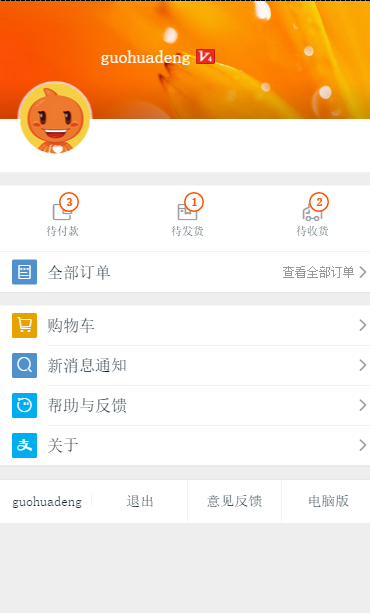 guohuadeng V4
3 1 2
待付款 待发货 待收货
全部订单 查看全部订单
购物车
新消息通知
帮助与反馈
关于
guohuadeng 退出 意见反馈 电脑版